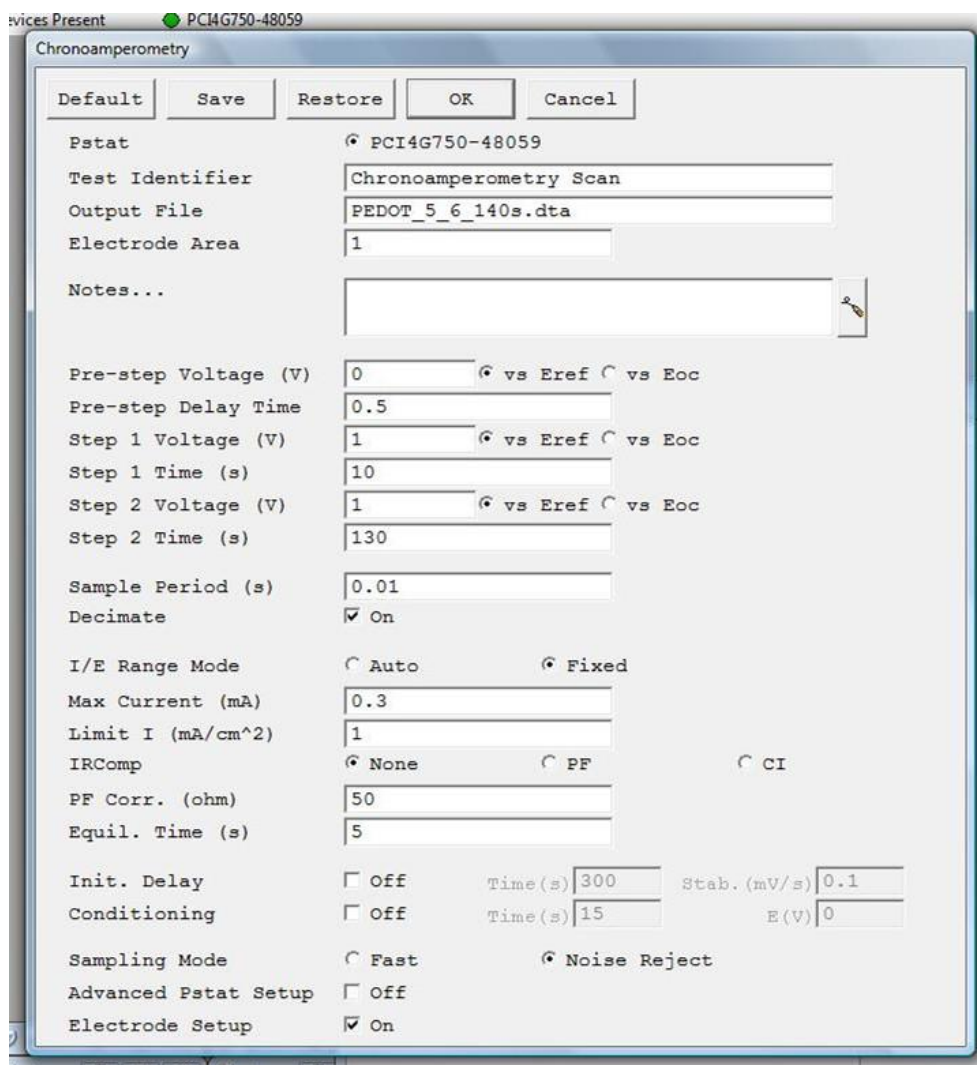 evices Present PCI4G750-48059
Chronoamperometry
Default Save Restore OK Cancel
Pstat PCI4G750-48059
Test Identifier Chronoamperometry Scan
Output File PEDOT_5_6_140s.dta
Electrode Area 1
Notes...
Pre-step Voltage (V) 0 vs Eref vs Eoc
Pre-step Delay Time 0.5
Step 1 Voltage (V) 1 vs Eref vs Eoc
Step 1 Time (s) 10
Step 2 Voltage (V) 1 vs Eref vs Eoc
Step 2 Time (s) 130
Sample Period (s) 0.01
Decimate On
I/E Range Mode Auto Fixed
Max Current (mA) 0.3
Limit I (mA/cm^2) 1
IRComp None PF CI
PF Corr. (ohm) 50
Equil. Time (s) 5
Init. Delay Off Time(s) 300 Stab.(mV/s) 0.1
Conditioning Off Time(s) 15 E(V) 0
Sampling Mode Fast Noise Reject
Advanced Pstat Setup Off
Electrode Setup On